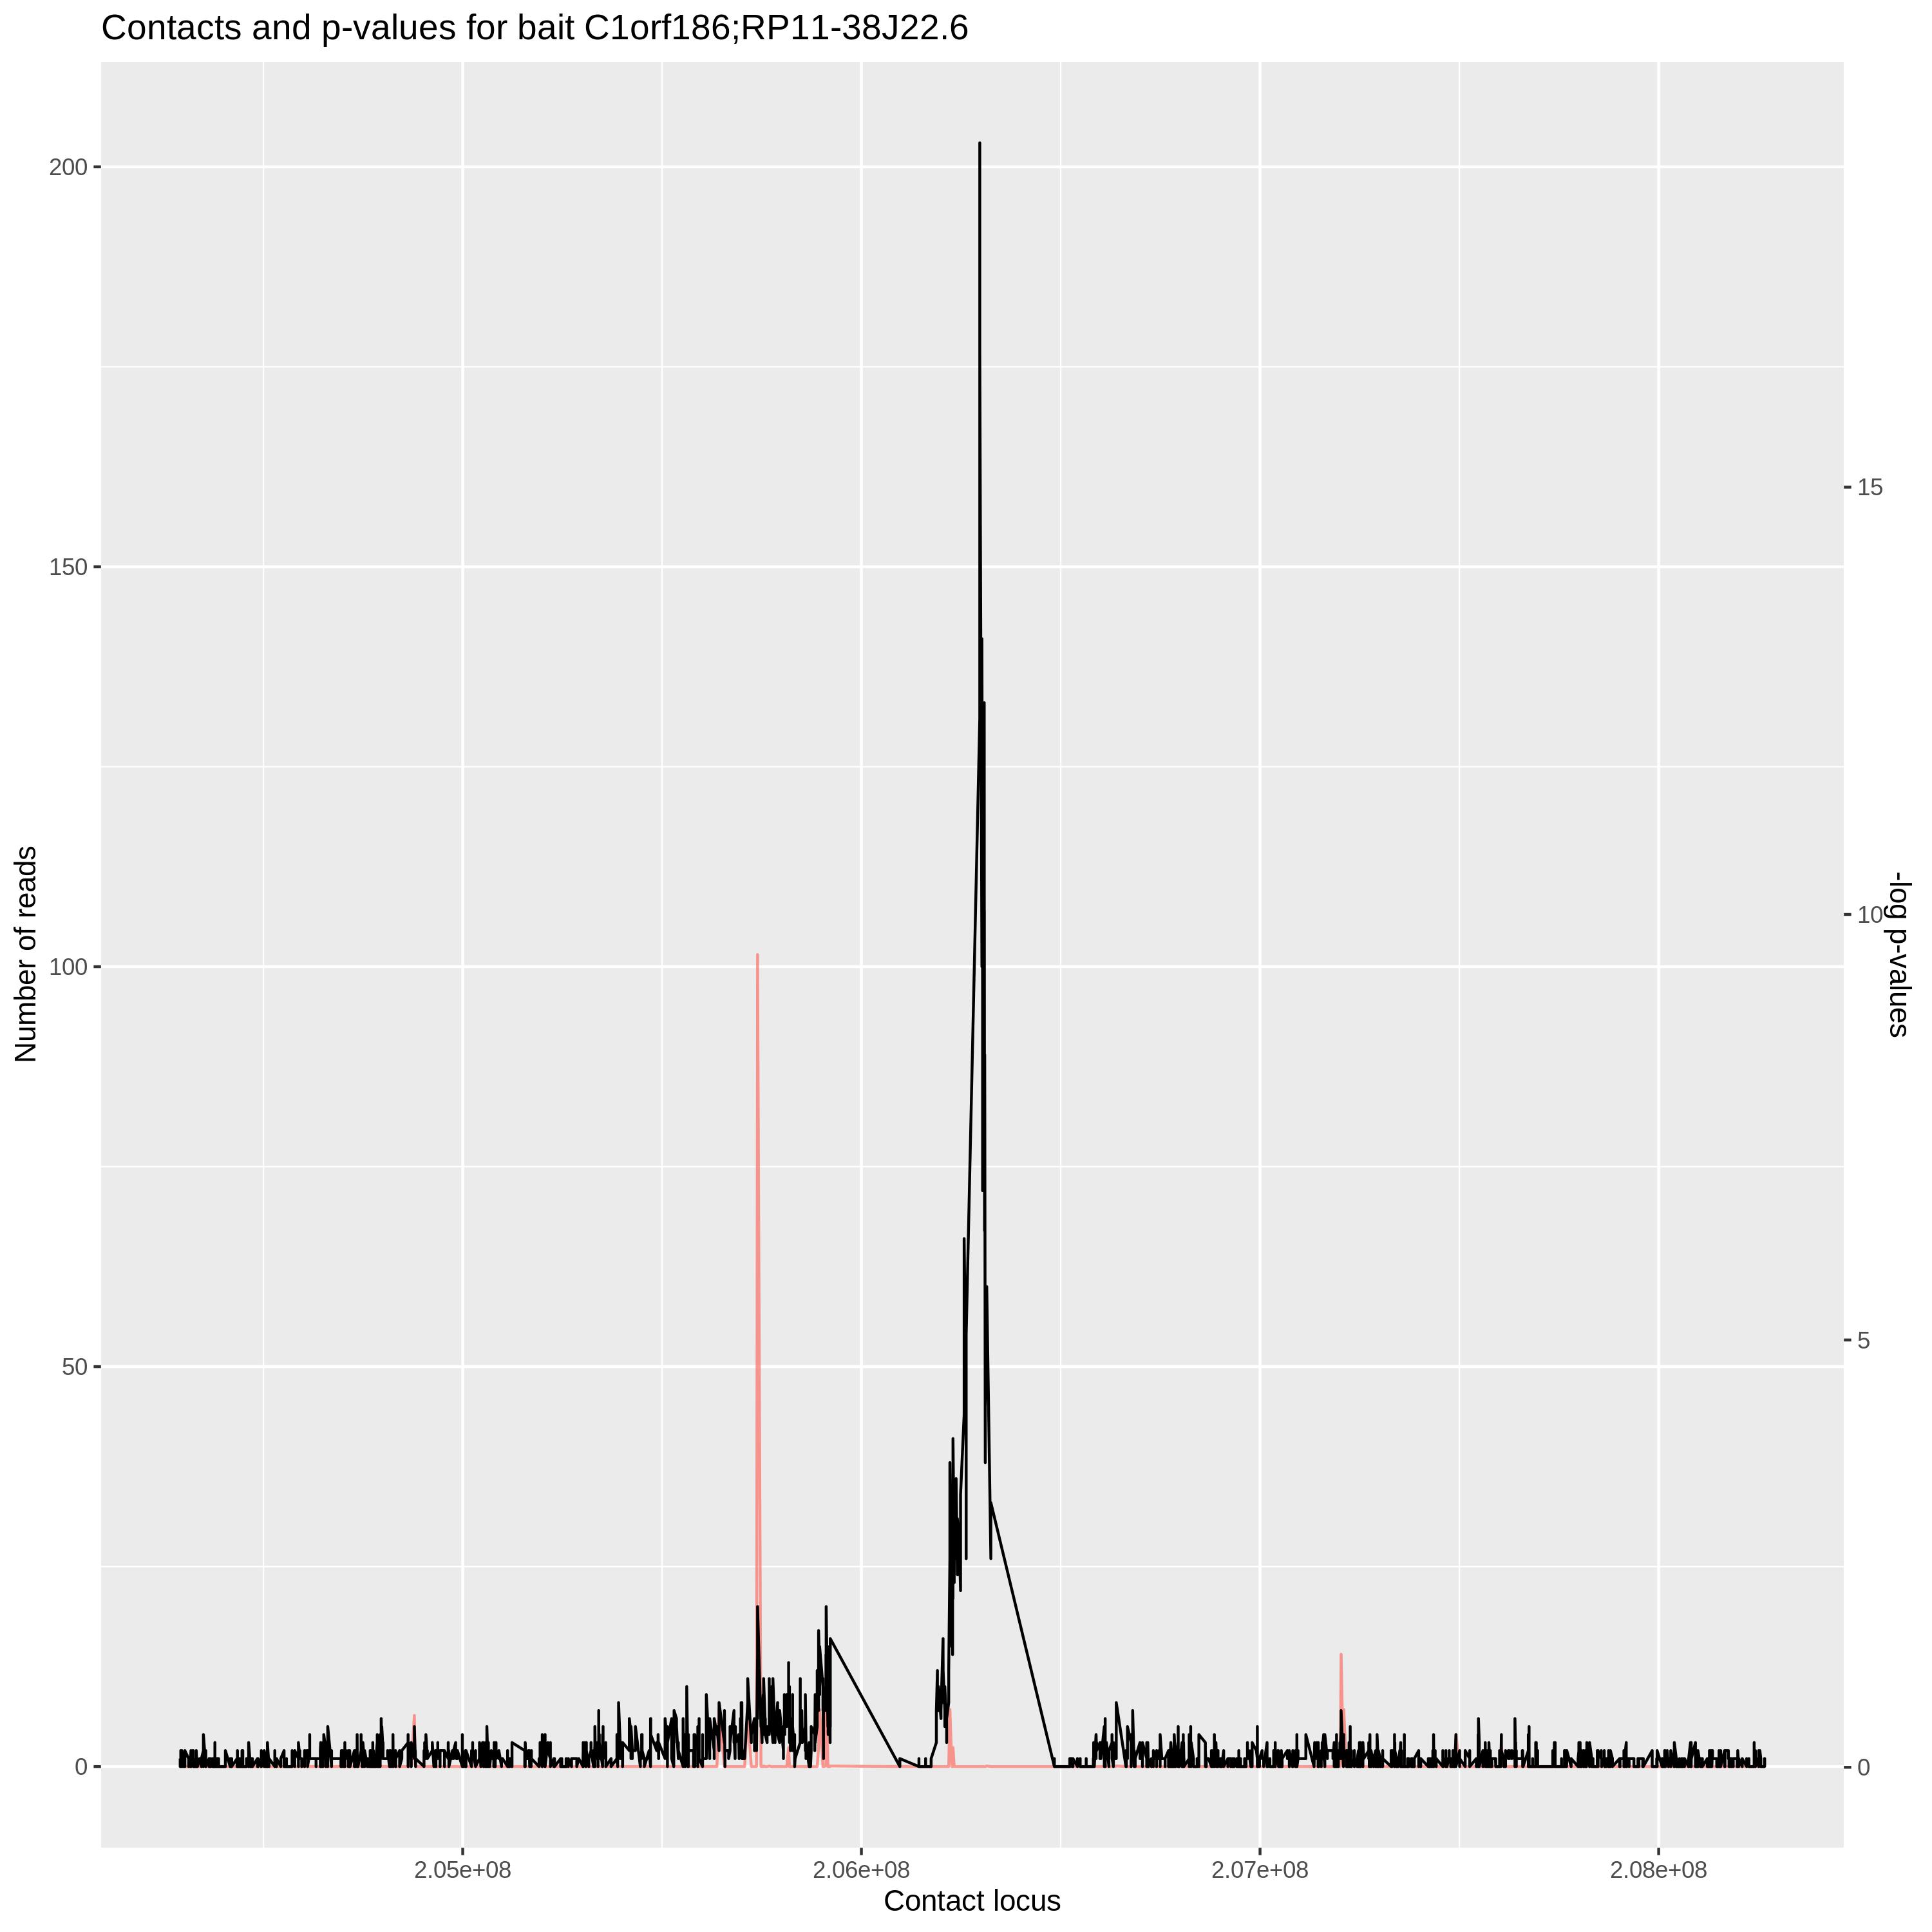 Contacts and p-values for bait C1orf186;RP11-38J22.6
200
150
100
50
0
Number of reads
15
10
5
0
-log p-values
2.05e+08
2.06e+08
2.07e+08
2.08e+08
Contact locus